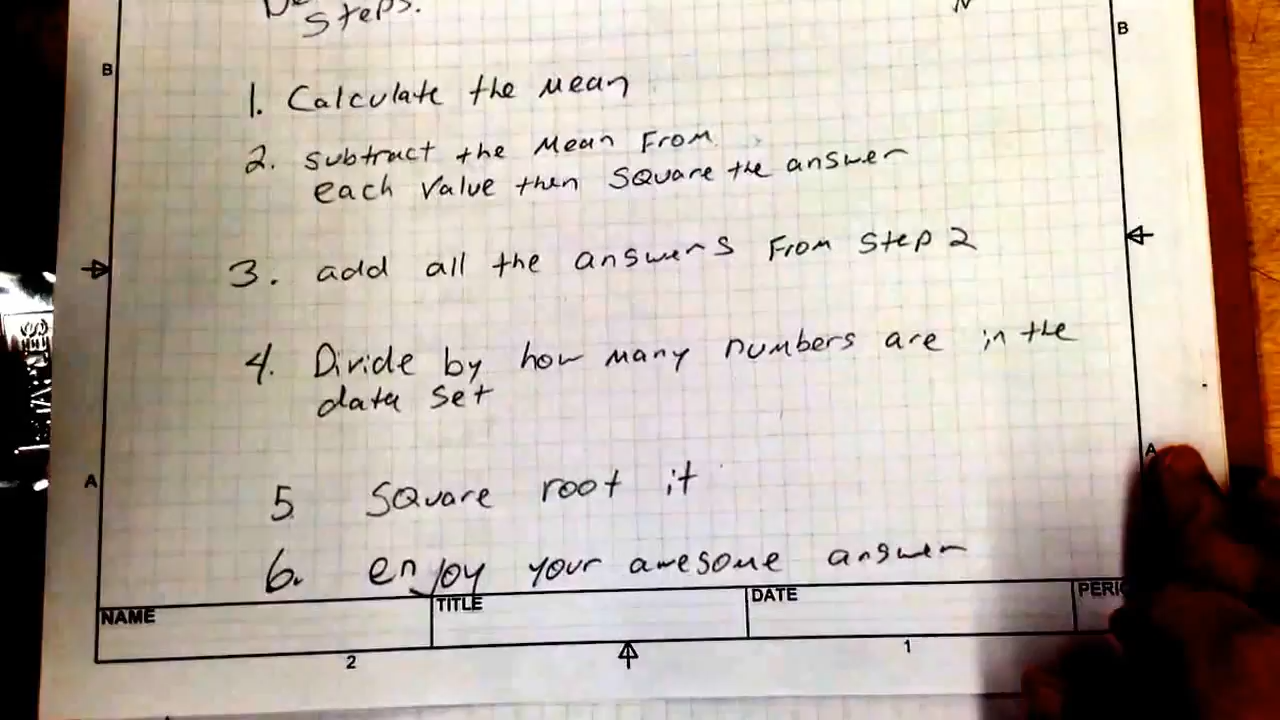 Steps.
B
B
1. Calculate the Mean
2. subtract the Mean From
each Value then Square the answer
3. add all the answers From Step 2
4. Divide by how many numbers are in the
data set
A
A
5 Square root it
6. enjoy your awesome answer
NAME
TITLE
DATE
2
1